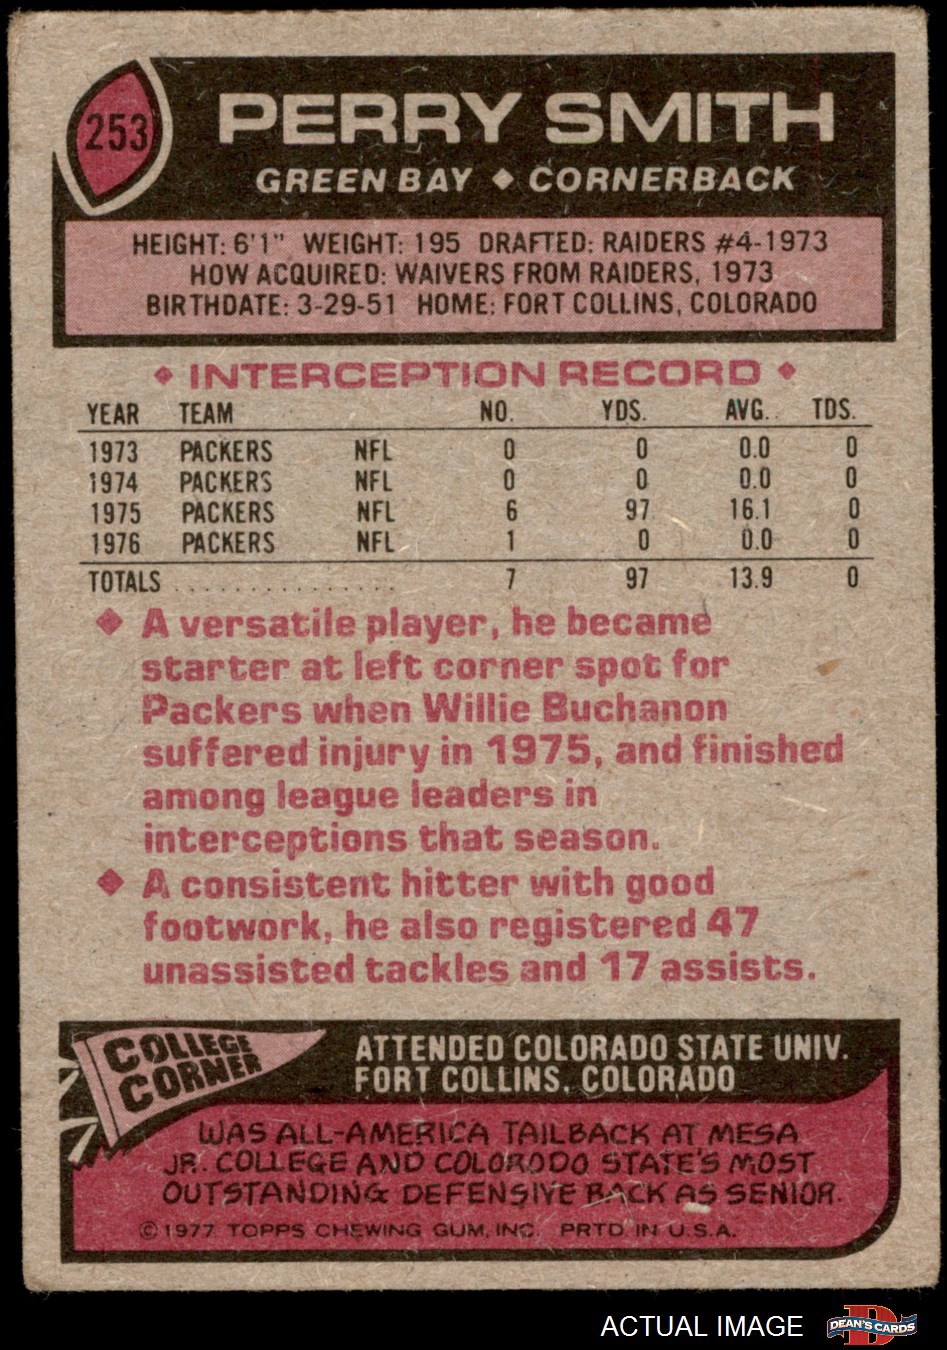 253
PERRY SMITH
GREEN BAY ◆ CORNERBACK
HEIGHT: 6'1" WEIGHT: 195 DRAFTED: RAIDERS #4-1973
HOW ACQUIRED: WAIVERS FROM RAIDERS, 1973
BIRTHDATE: 3-29-51 HOME: FORT COLLINS, COLORADO
◆ INTERCEPTION RECORD ◆
YEAR TEAM NO. YDS. AVG. TDS.
1973 PACKERS NFL 0 0 0.0 0
1974 PACKERS NFL 0 0 0.0 0
1975 PACKERS NFL 6 97 16.1 0
1976 PACKERS NFL 1 0 0.0 0
TOTALS . . . . . . . . . . . . . . . . 7 97 13.9 0
◆ A versatile player, he became
starter at left corner spot for
Packers when Willie Buchanon
suffered injury in 1975, and finished
among league leaders in
interceptions that season.
◆ A consistent hitter with good
footwork, he also registered 47
unassisted tackles and 17 assists.
COLLEGE
CORNER
ATTENDED COLORADO STATE UNIV.
FORT COLLINS, COLORADO
WAS ALL-AMERICA TAILBACK AT MESA
JR. COLLEGE AND COLORODO STATE'S MOST
OUTSTANDING DEFENSIVE BACK AS SENIOR.
© 1977 TOPPS CHEWING GUM, INC. PRTD. IN U.S.A.
ACTUAL IMAGE
D
DEAN'S CARDS